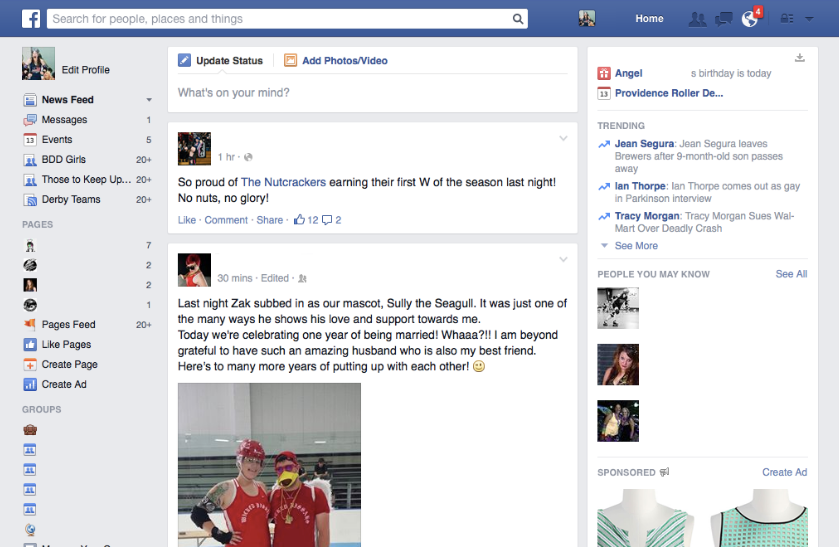 f
Search for people, places and things
Home
4
Edit Profile
News Feed
Messages 1
13 Events 5
BDD Girls 20+
Those to Keep Up... 20+
Derby Teams 20+
PAGES
7
2
2
1
Pages Feed 20+
Like Pages
Create Page
Create Ad
GROUPS
Update Status
Add Photos/Video
What's on your mind?
1 hr ·
So proud of The Nutcrackers earning their first W of the season last night!
No nuts, no glory!
Like · Comment · Share · 12 2
30 mins · Edited ·
Last night Zak subbed in as our mascot, Sully the Seagull. It was just one of
the many ways he shows his love and support towards me.
Today we're celebrating one year of being married! Whaaa?!! I am beyond
grateful to have such an amazing husband who is also my best friend.
Here's to many more years of putting up with each other!
Angel s birthday is today
13 Providence Roller De...
TRENDING
Jean Segura: Jean Segura leaves
Brewers after 9-month-old son passes
away
Ian Thorpe: Ian Thorpe comes out as gay
in Parkinson interview
Tracy Morgan: Tracy Morgan Sues Wal-
Mart Over Deadly Crash
See More
PEOPLE YOU MAY KNOW See All
SPONSORED Create Ad